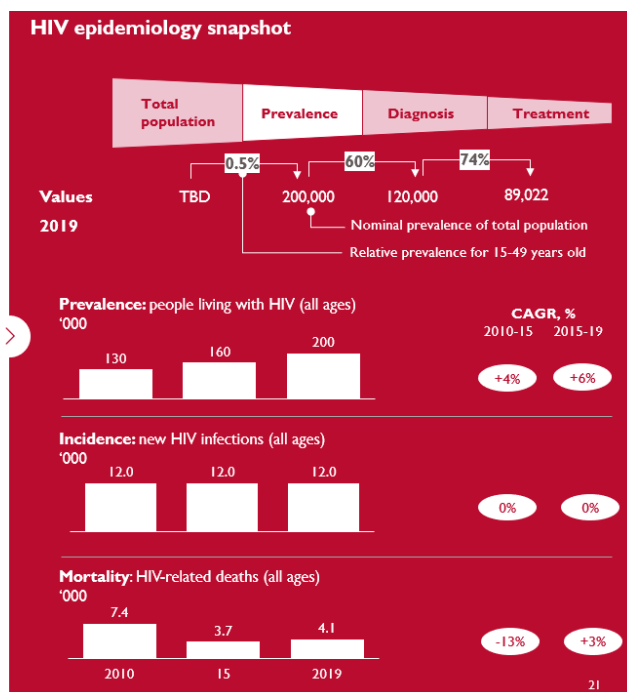 HIV epidemiology snapshot
Total population
Prevalence
Diagnosis
Treatment
0.5%
60%
74%
Values 2019
TBD
200,000
120,000
89,022
Nominal prevalence of total population
Relative prevalence for 15-49 years old
Prevalence: people living with HIV (all ages)
'000
CAGR, %
2010-15
2015-19
130
160
200
+4%
+6%
Incidence: new HIV infections (all ages)
'000
12.0
12.0
12.0
0%
0%
Mortality: HIV-related deaths (all ages)
'000
7.4
3.7
4.1
-13%
+3%
2010
15
2019
21